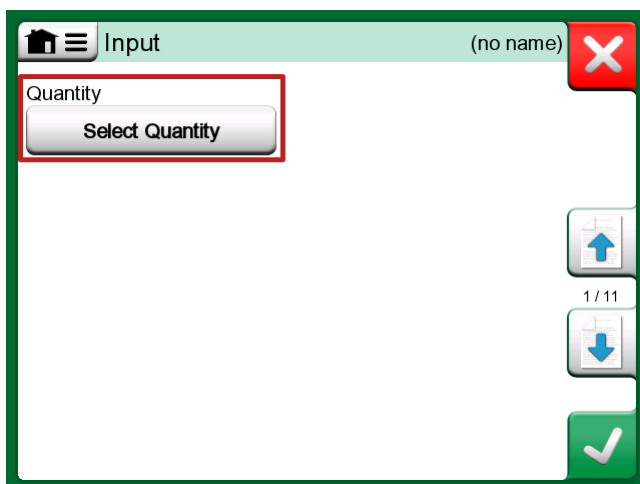 Input
(no name)
Quantity
Select Quantity
1 / 11